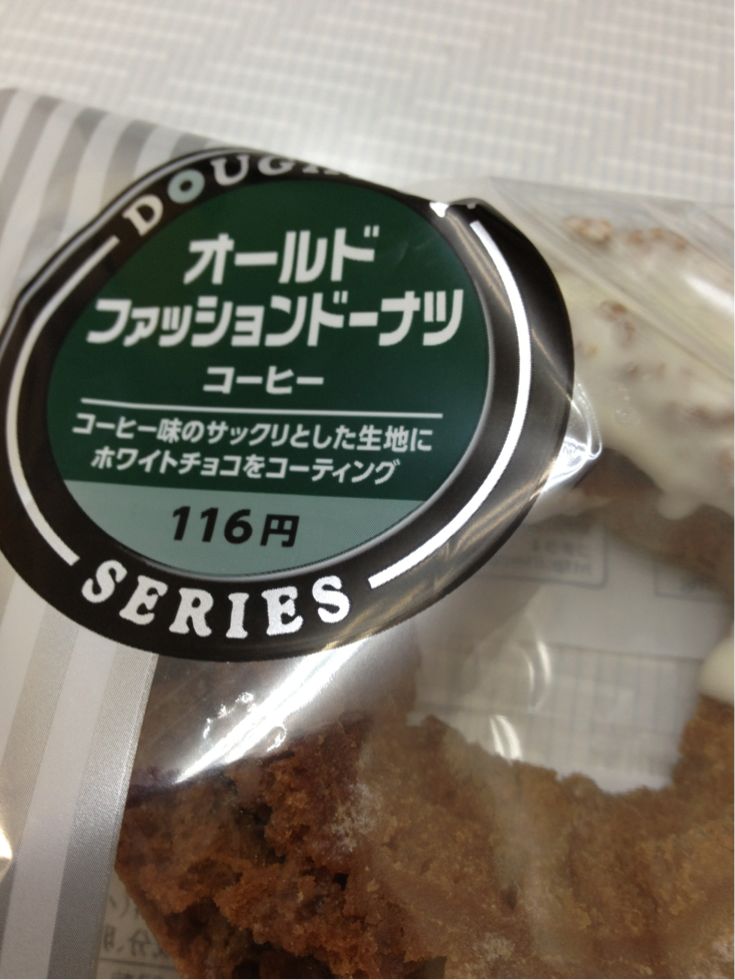 オールド
ファッションドーナツ
コーヒー
コーヒー味のサックリとした生地に
ホワイトチョコをコーティング
116円
SERIES